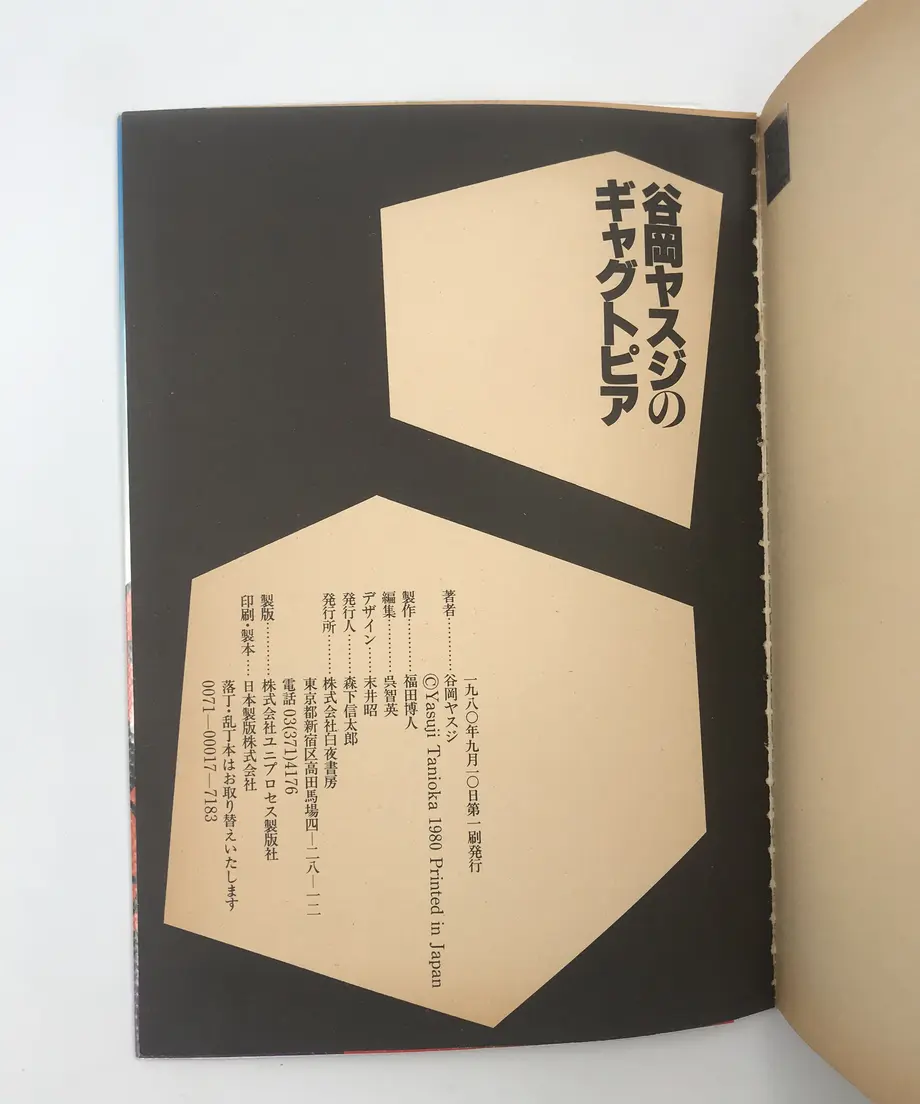 谷岡ヤスジの
ギャグトピア
一九八〇年九月一〇日第一刷発行
著者…………谷岡ヤスジ
©Yasuji Tanioka 1980 Printed in Japan
製作…………福田博人
編集…………呉智英
デザイン……末井昭
発行人………森下信太郎
発行所………株式会社白夜書房
東京都新宿区高田馬場四—二八—一二
電話 03(371)4176
製版…………株式会社ユニプロセス製版社
印刷・製本……日本製版株式会社
落丁・乱丁本はお取り替えいたします
0071—00017—7183